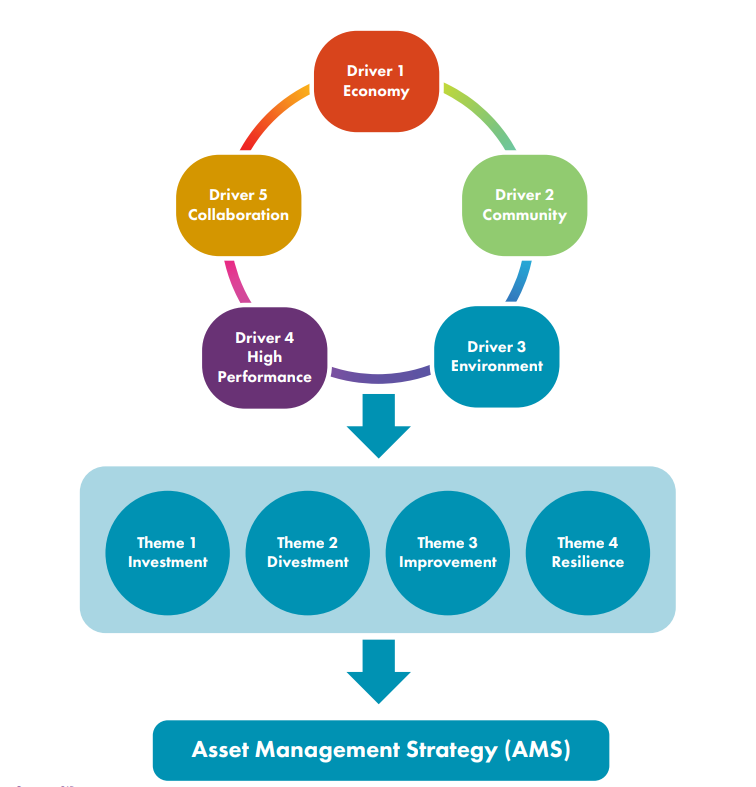 Driver 1
Economy
Driver 5
Collaboration
Driver 2
Community
Driver 4
High
Performance
Driver 3
Environment
Theme 1
Investment
Theme 2
Divestment
Theme 3
Improvement
Theme 4
Resilience
Asset Management Strategy (AMS)